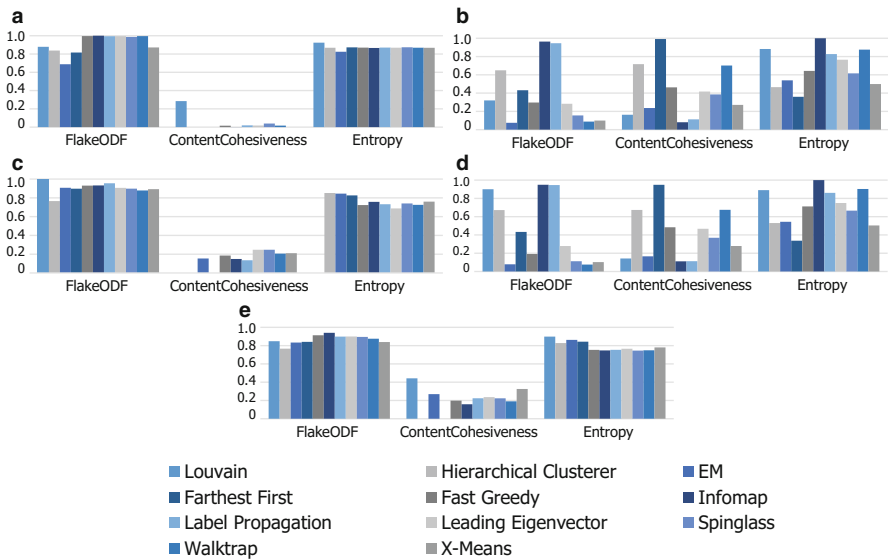 a
1.0
0.8
0.6
0.4
0.2
0
FlakeODF ContentCohesiveness Entropy
b
1.0
0.8
0.6
0.4
0.2
0
FlakeODF ContentCohesiveness Entropy
c
1.0
0.8
0.6
0.4
0.2
0
FlakeODF ContentCohesiveness Entropy
d
1.0
0.8
0.6
0.4
0.2
0
FlakeODF ContentCohesiveness Entropy
e
1.0
0.8
0.6
0.4
0.2
0
FlakeODF ContentCohesiveness Entropy
Louvain Hierarchical Clusterer EM
Farthest First Fast Greedy Infomap
Label Propagation Leading Eigenvector Spinglass
Walktrap X-Means